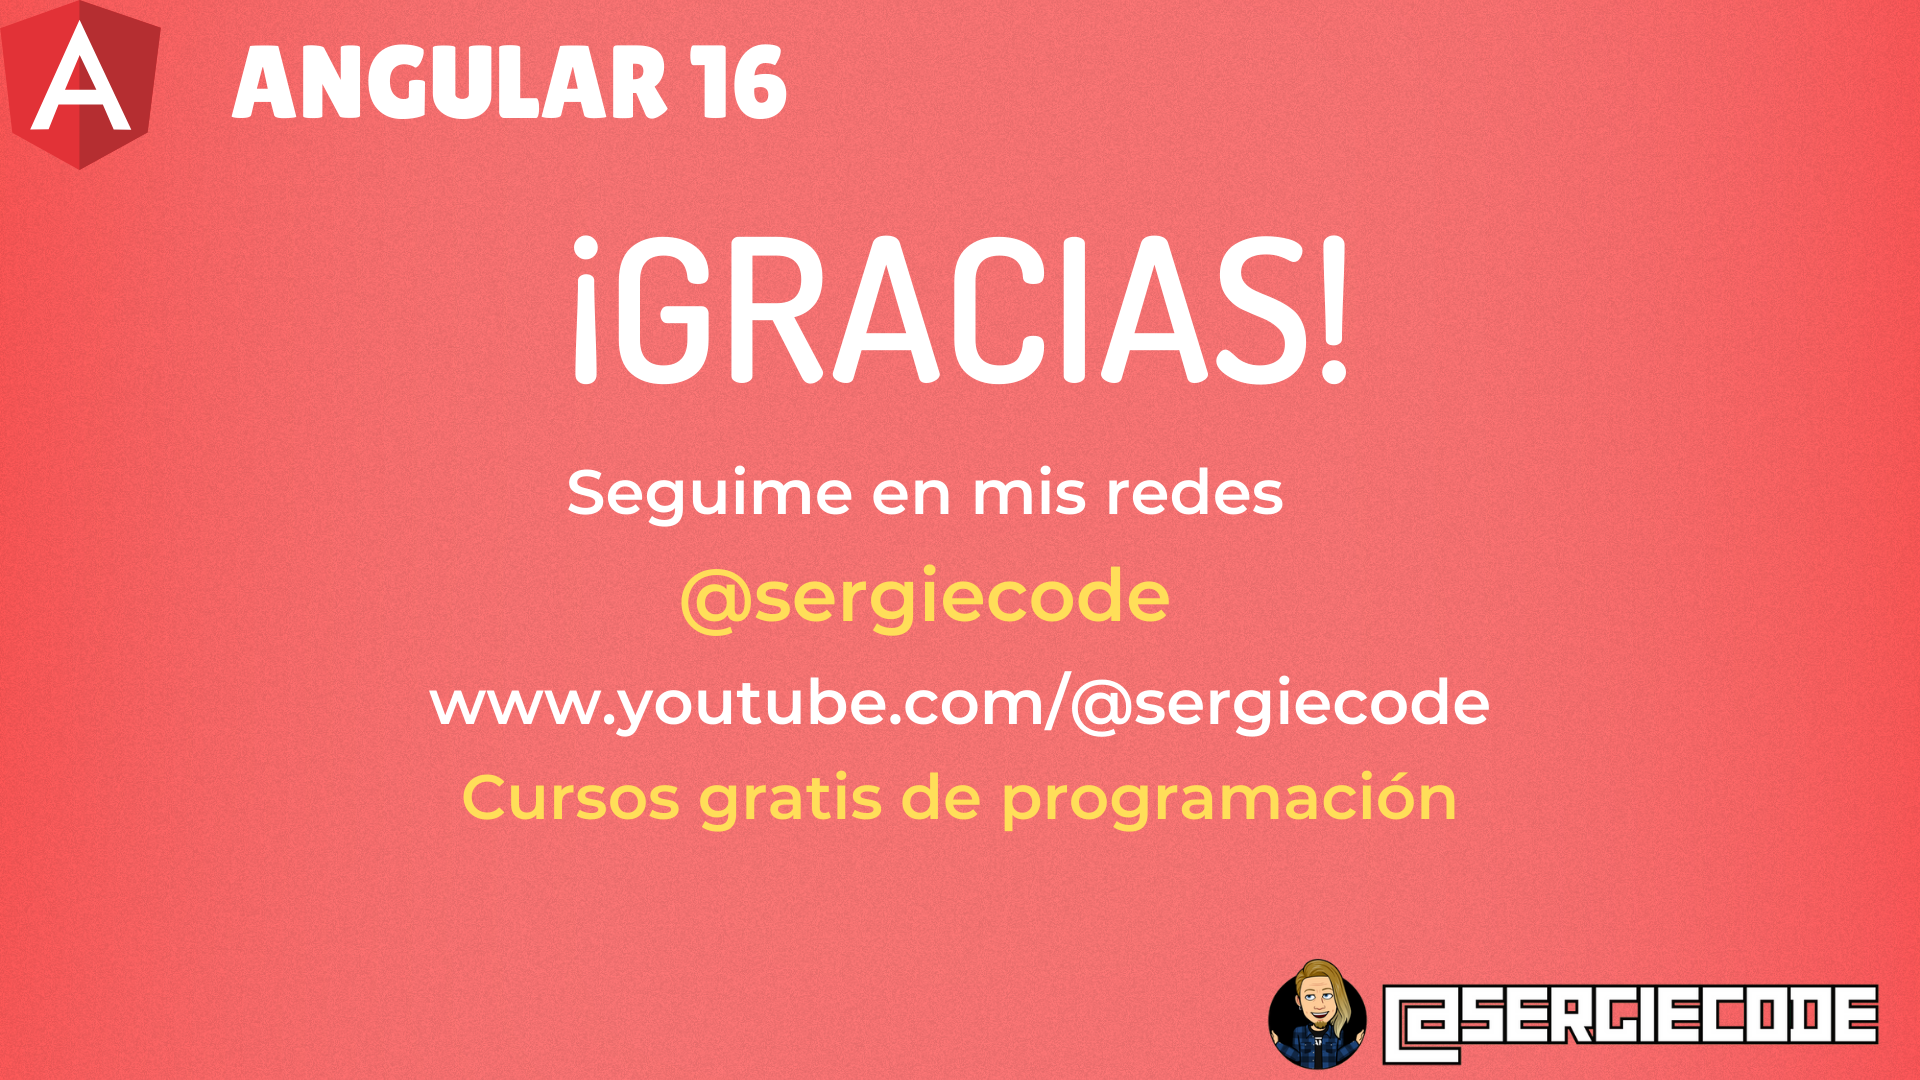 ANGULAR 16
¡GRACIAS!
Seguime en mis redes
@sergiecode
www.youtube.com/@sergiecode
Cursos gratis de programación
@SERGIECODE